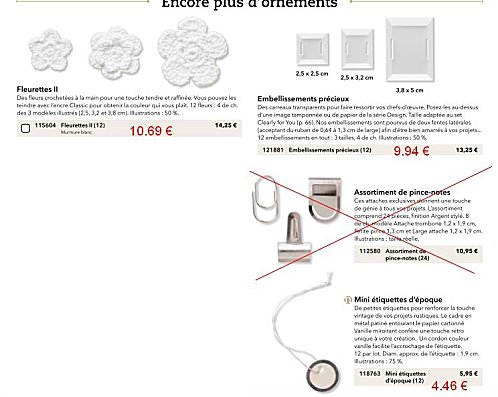 Encore plus d'ornements
Fleurettes II
Des fleurs crochetées à la main pour une touche tendre et raffinée. Vous pouvez les
teindre avec l'encre Classic pour obtenir la couleur qui vous plaît. 12 fleurs : 4 de ch.
des 3 modèles illustrés (2,5, 3,2 et 3,8 cm). Illustrations : 50 %.
115604 Fleurettes II (12) 14,25 €
Murmure blanc
10.69 €
2,5 x 2,5 cm
2,5 x 3,2 cm
3,8 x 5 cm
Embellissements précieux
Des carreaux transparents pour faire ressortir vos chefs-d'œuvre. Posez-les au-dessus
d'une image tamponnée ou de papier de la série Design. Taille adaptée au set
Clearly for You (p. 66). Nos embellissements sont pourvus de deux fentes latérales
(acceptant du ruban de 0,64 à 1,3 cm de large) afin d'être bien amarrés à vos projets...
12 embellissements en tout : 3 tailles, 4 de ch. Illustrations : 50 %.
121881 Embellissements précieux (12) 13,25 €
9.94 €
Assortiment de pince-notes
Ces attaches exclusives donnent une touche
de génie à tous vos projets. L'assortiment
comprend 24 pièces, finition Argent stylé. 8
de ch. modèle Attache trombone 1,2 x 1,9 cm,
Petite pince 1,3 cm et Large attache 1,2 x 1,9 cm.
Illustrations : taille réelle.
112580 Assortiment de 10,95 €
pince-notes (24)
Mini étiquettes d'époque
De petites étiquettes pour renforcer la touche
vintage de vos projets rustiques. Le cadre en
métal patiné entourant le papier cartonné
Vanille miroitant confère une touche rétro
unique à votre création. Un cordon couleur
vanille facilite l'accrochage de l'étiquette.
12 par lot. Diam. approx. de l'étiquette : 1,9 cm.
Illustrations : 75 %.
118763 Mini étiquettes 5,95 €
d'époque (12)
4.46 €